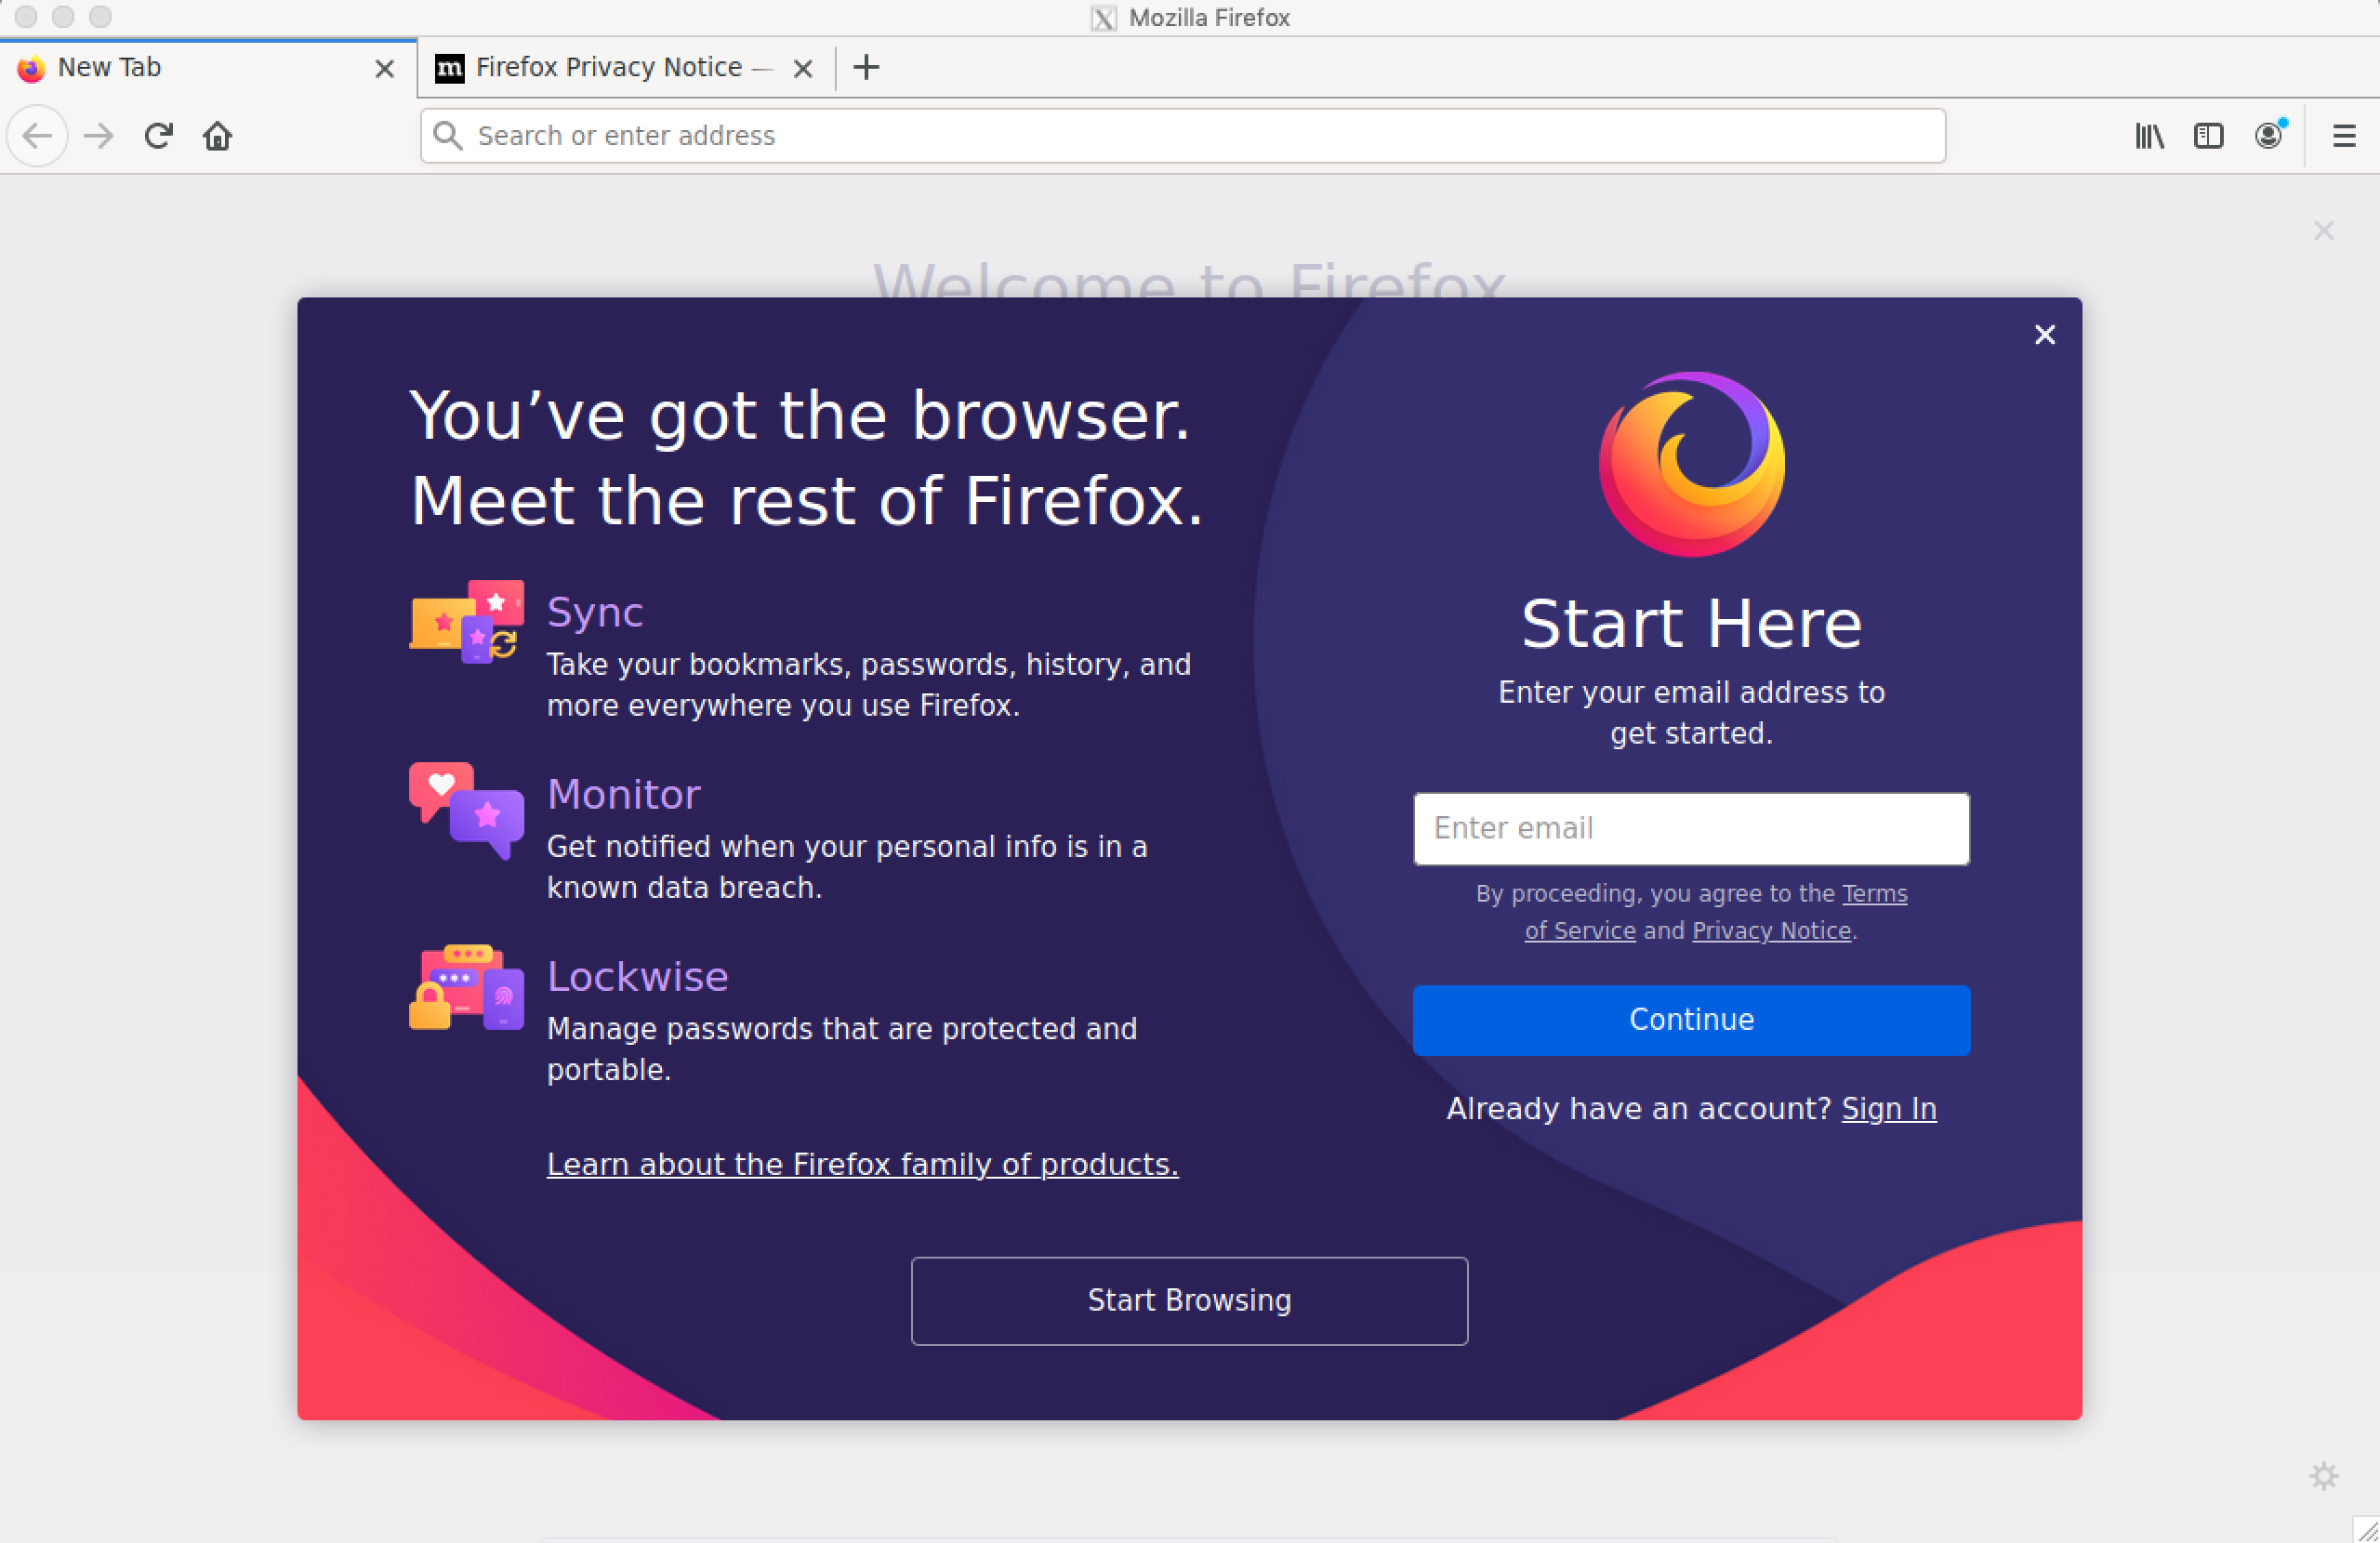 Mozilla Firefox
New Tab
m Firefox Privacy Notice —
Search or enter address
Welcome to Firefox
You’ve got the browser.
Meet the rest of Firefox.
Sync
Take your bookmarks, passwords, history, and
more everywhere you use Firefox.
Monitor
Get notified when your personal info is in a
known data breach.
Lockwise
Manage passwords that are protected and
portable.
Learn about the Firefox family of products.
Start Here
Enter your email address to
get started.
Enter email
By proceeding, you agree to the Terms
of Service and Privacy Notice.
Continue
Already have an account? Sign In
Start Browsing